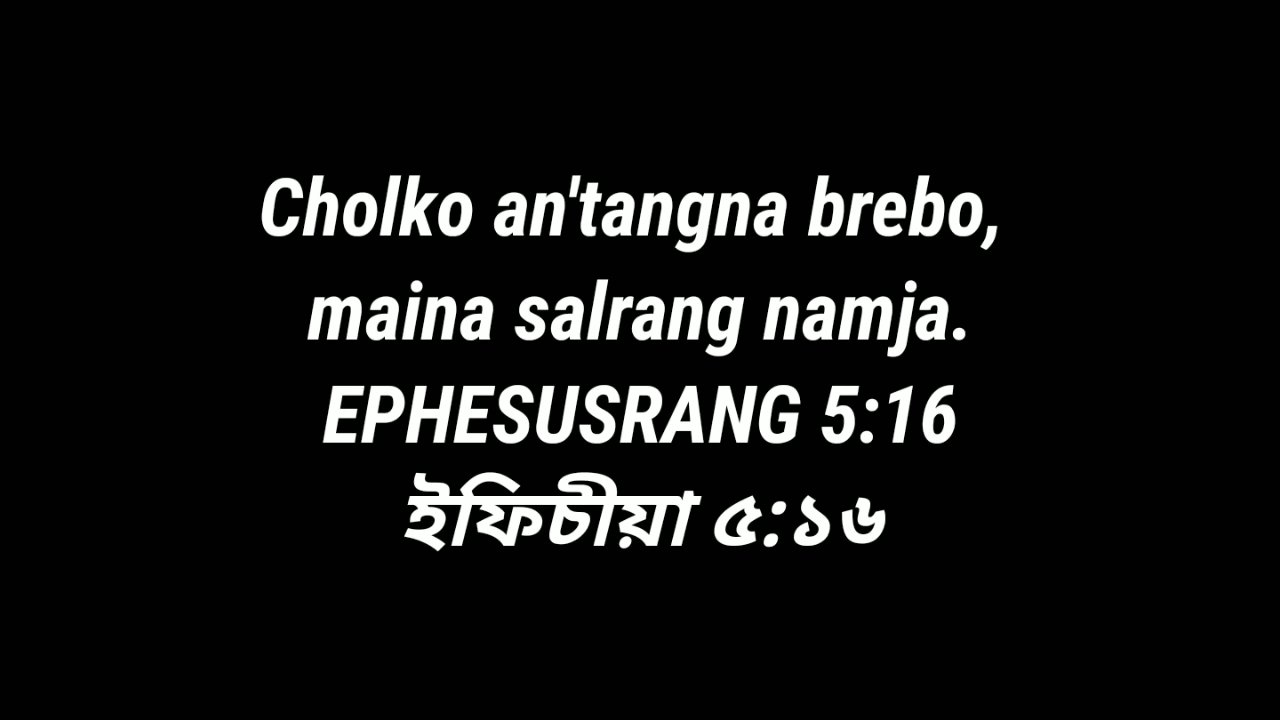 Cholko an'tangna brebo,
maina salrang namja.
EPHESUSRANG 5:16
ইফিচীয়া ৫:১৬